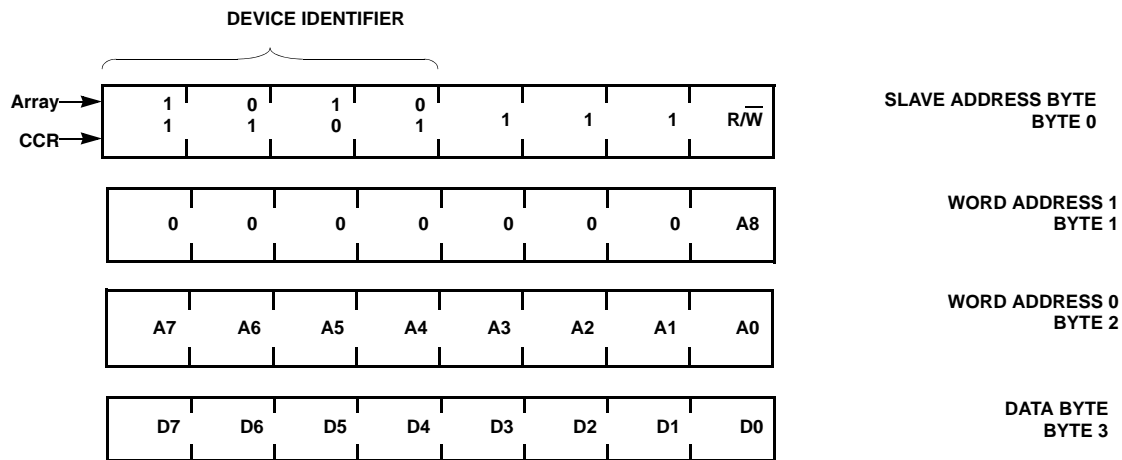 DEVICE IDENTIFIER
Array 1 0 1 0
CCR 1 1 0 1 1 1 1 R/W̅
SLAVE ADDRESS BYTE
BYTE 0
0 0 0 0 0 0 0 A8
WORD ADDRESS 1
BYTE 1
A7 A6 A5 A4 A3 A2 A1 A0
WORD ADDRESS 0
BYTE 2
D7 D6 D5 D4 D3 D2 D1 D0
DATA BYTE
BYTE 3